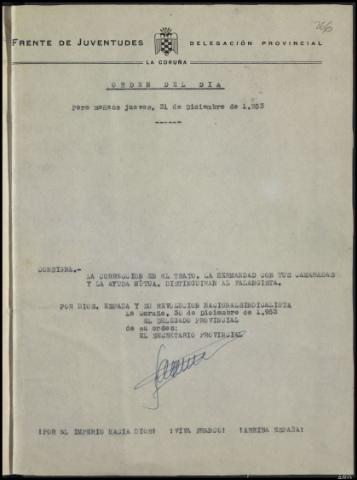 FRENTE DE JUVENTUDES DELEGACIÓN PROVINCIAL
LA CORUÑA
ORDEN DEL DIA
para mañana jueves, 31 de Diciembre de 1.953
------
CONSIGNA.-
LA CORRECCION EN EL TRATO, LA HERMANDAD CON TUS CAMARADAS
Y LA AYUDA MÚTUA, DISTINGUIRAN AL FALANGISTA.
POR DIOS, ESPAÑA Y SU REVOLUCION NACIONALSINDICALISTA
La Coruña, 30 de Diciembre de 1.953
EL DELEGADO PROVINCIAL
de su orden:
EL SECRETARIO PROVINCIAL
¡POR EL IMPERIO HACIA DIOS! ¡VIVA FRANCO! ¡ARRIBA ESPAÑA!